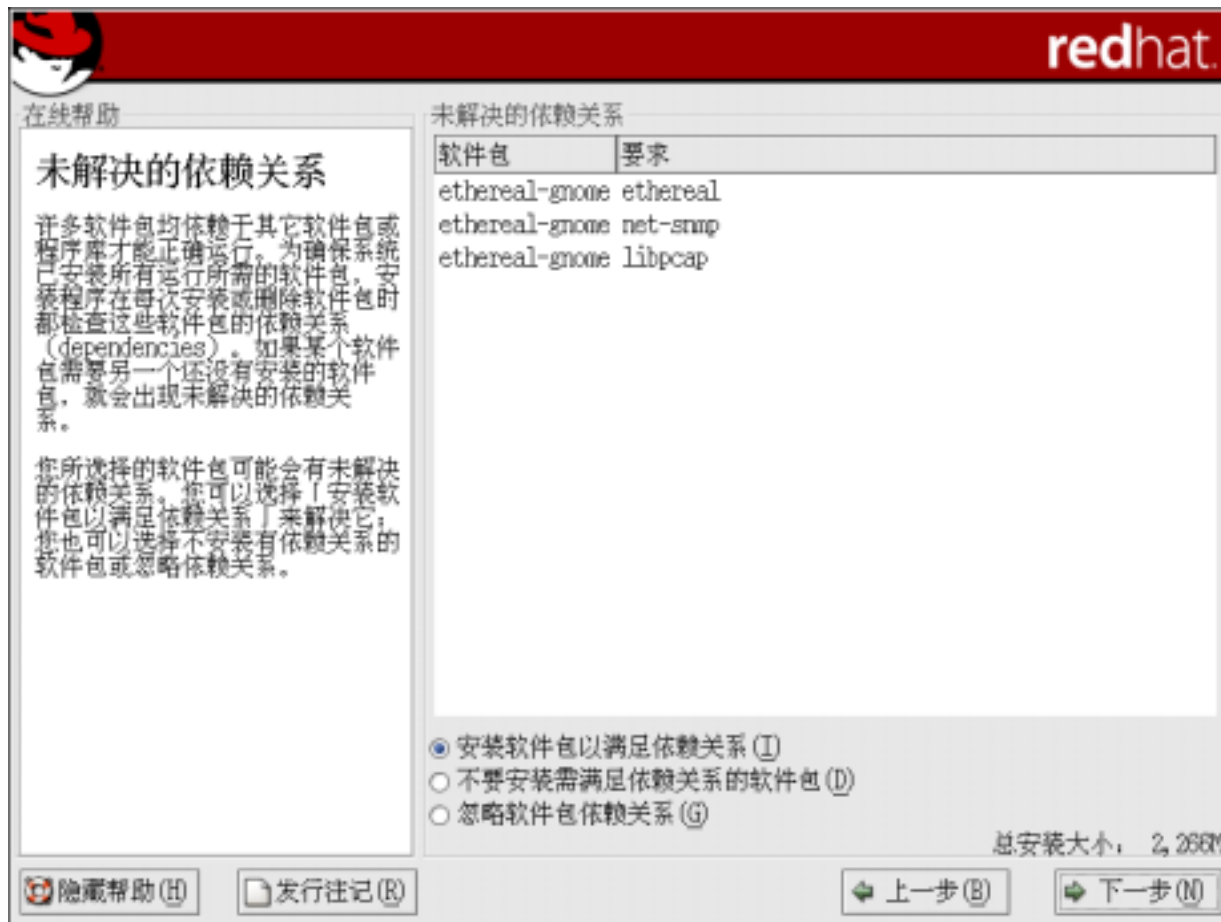 redhat.
在线帮助
未解决的依赖关系
许多软件包均依赖于其它软件包或
程序库才能正确运行。为确保系统
已安装所有运行所需的软件包，安
装程序在每次安装或删除软件包时
都检查这些软件包的依赖关系
（dependencies）。如果某个软件
包需要另一个还没有安装的软件
包，就会出现未解决的依赖关
系。
您所选择的软件包可能会有未解决
的依赖关系。您可以选择「安装软
件包以满足依赖关系」来解决它；
您也可以选择不安装有依赖关系的
软件包或忽略依赖关系。
未解决的依赖关系
软件包 要求
ethereal-gnome ethereal
ethereal-gnome net-snmp
ethereal-gnome libpcap
安装软件包以满足依赖关系(I)
不要安装需满足依赖关系的软件包(D)
忽略软件包依赖关系(G)
总安装大小： 2,266M
隐藏帮助(H) 发行注记(R) 上一步(B) 下一步(N)